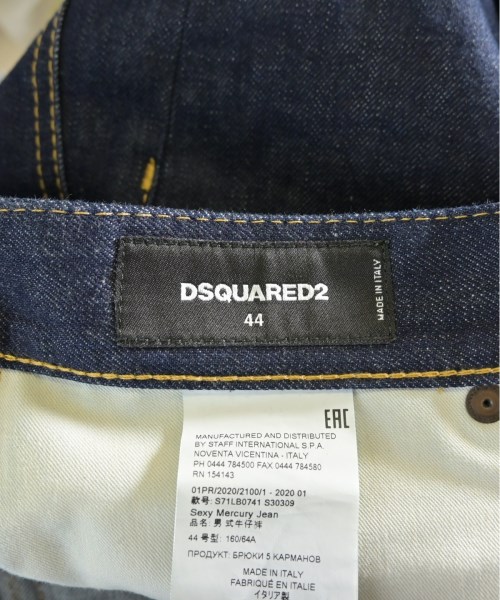 DSQUARED2
44
MADE IN ITALY
EAC
MANUFACTURED AND DISTRIBUTED
BY STAFF INTERNATIONAL S.P.A.
NOVENTA VICENTINA - ITALY
PH 0444 784500 FAX 0444 784580
RN 154143
01PR/2020/2100/1 - 2020 01
款号: S71LB0741 S30309
Sexy Mercury Jean
品名: 男 式牛仔裤
44 号型: 160/64A
ПРОДУКТ: БРЮКИ 5 КАРМАНОВ
MADE IN ITALY
FABRIQUÉ EN ITALIE
イタリア製